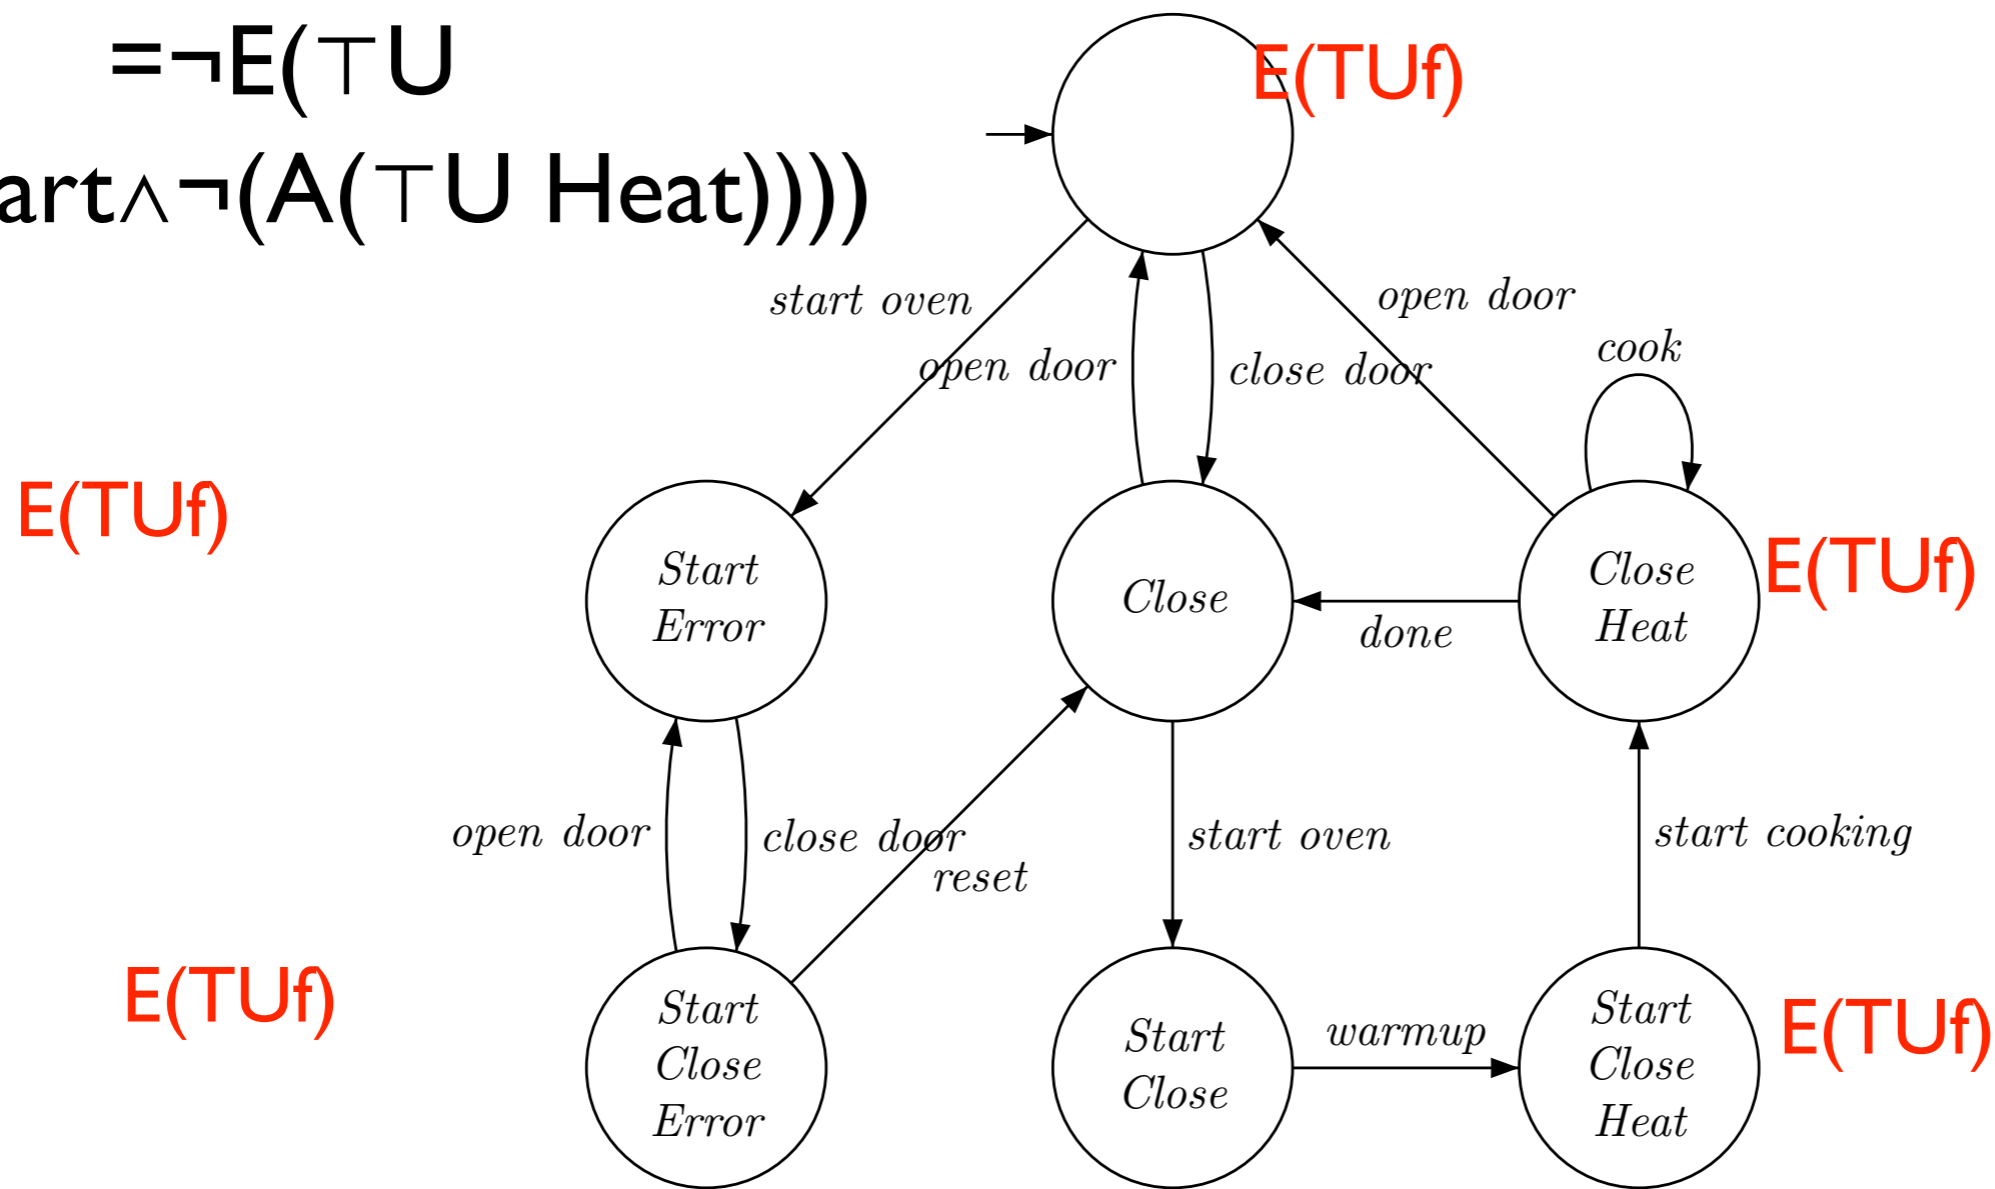 =¬E(⊤U
art∧¬(A(⊤U Heat))))
E(TUf)
start oven
open door
close door
open door
cook
E(TUf)
Start
Error
Close
Close
Heat
E(TUf)
done
open door
close door
reset
start oven
start cooking
E(TUf)
Start
Close
Error
Start
Close
warmup
Start
Close
Heat
E(TUf)